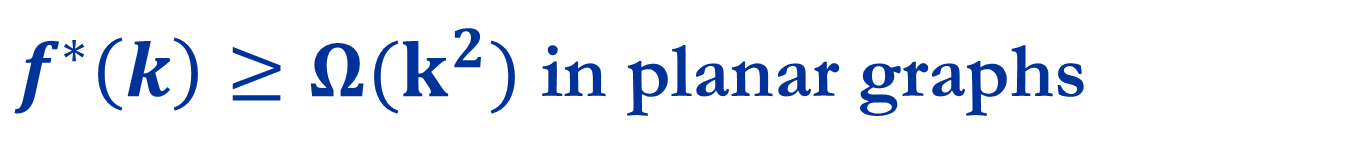 f*(k) ≥ Ω(k²) in planar graphs